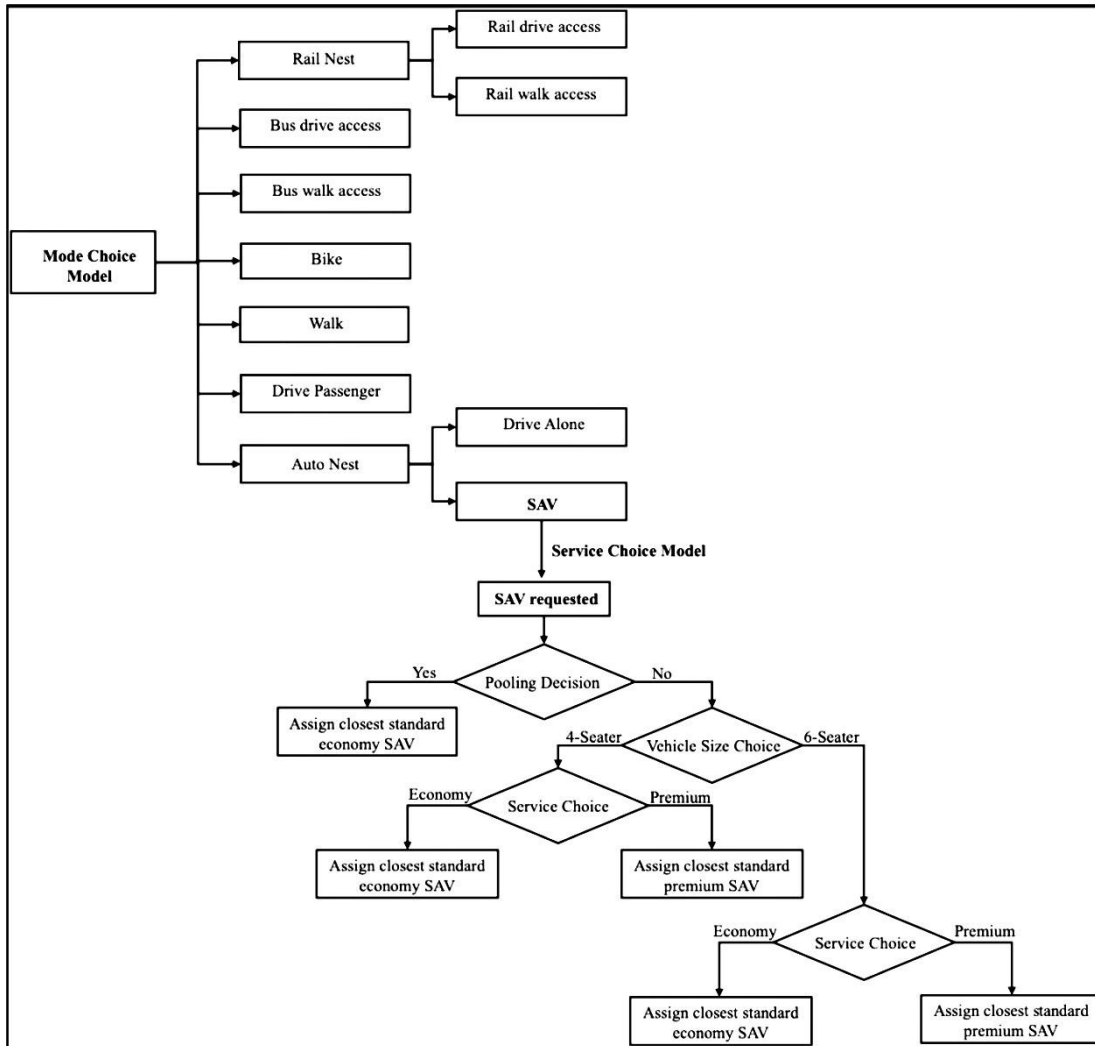 Rail drive access
Rail Nest
Rail walk access
Bus drive access
Bus walk access
Mode Choice
Model
Bike
Walk
Drive Passenger
Drive Alone
Auto Nest
SAV
Service Choice Model
SAV requested
Yes
No
Pooling Decision
Assign closest standard
economy SAV
4-Seater
Vehicle Size Choice
6-Seater
Economy
Service Choice
Premium
Assign closest standard
economy SAV
Assign closest standard
premium SAV
Economy
Service Choice
Premium
Assign closest standard
economy SAV
Assign closest standard
premium SAV